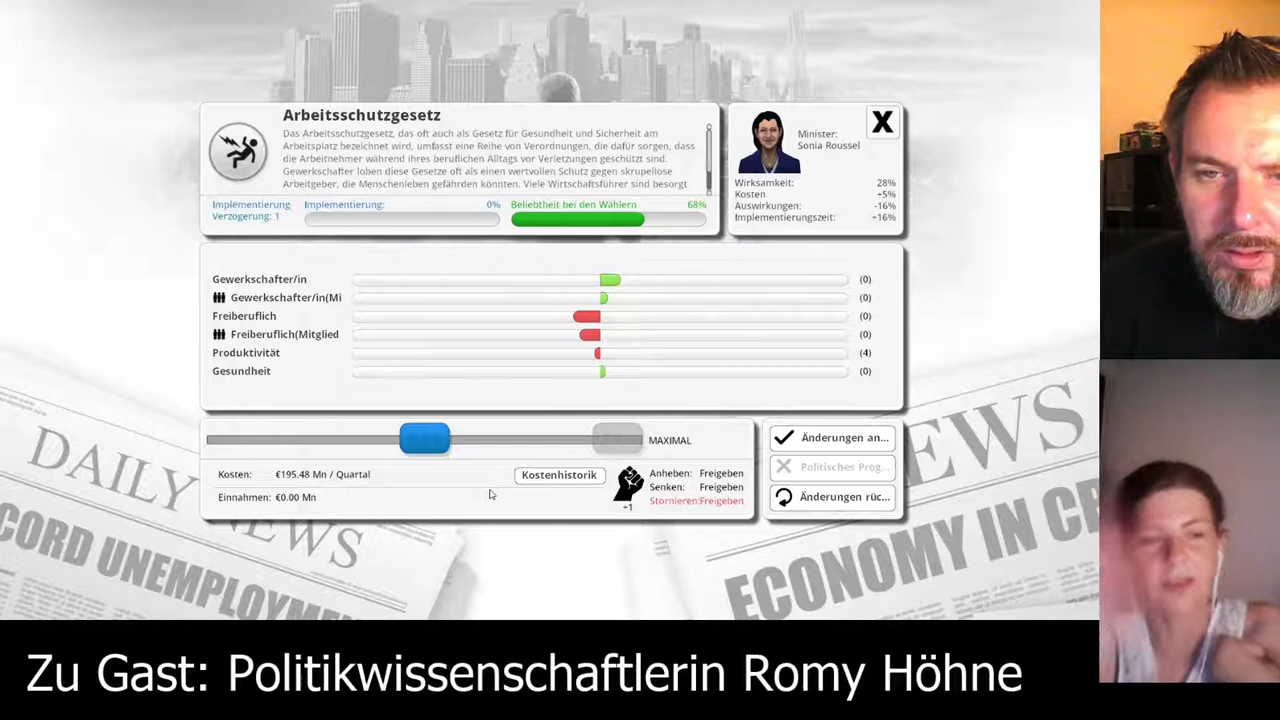 Arbeitsschutzgesetz
Das Arbeitsschutzgesetz, das oft auch als Gesetz für Gesundheit und Sicherheit am
Arbeitsplatz bezeichnet wird, umfasst eine Reihe von Verordnungen, die dafür sorgen, dass
die Arbeitnehmer während ihres beruflichen Alltags vor Verletzungen geschützt sind.
Gewerkschafter loben diese Gesetze oft als einen wertvollen Schutz gegen skrupellose
Arbeitgeber, die Menschenleben gefährden könnten. Viele Wirtschaftsführer sind besorgt
Implementierung
Verzögerung: 1
Implementierung: 0%
Beliebtheit bei den Wählern 68%
X
Minister:
Sonia Roussel
Wirksamkeit: 28%
Kosten +5%
Auswirkungen: -16%
Implementierungszeit: +16%
Gewerkschafter/in (0)
Gewerkschafter/in(Mi (0)
Freiberuflich (0)
Freiberuflich(Mitglied (0)
Produktivität (4)
Gesundheit (0)
MAXIMAL
Kosten: €195.48 Mn / Quartal
Einnahmen: €0.00 Mn
Kostenhistorik
+1
Anheben: Freigeben
Senken: Freigeben
Stornieren:Freigeben
Änderungen an...
Politisches Prog...
Änderungen rüc...
DAILY NEWS
CORD UNEMPLOYME
NEWS
ECONOMY IN CR
Zu Gast: Politikwissenschaftlerin Romy Höhne